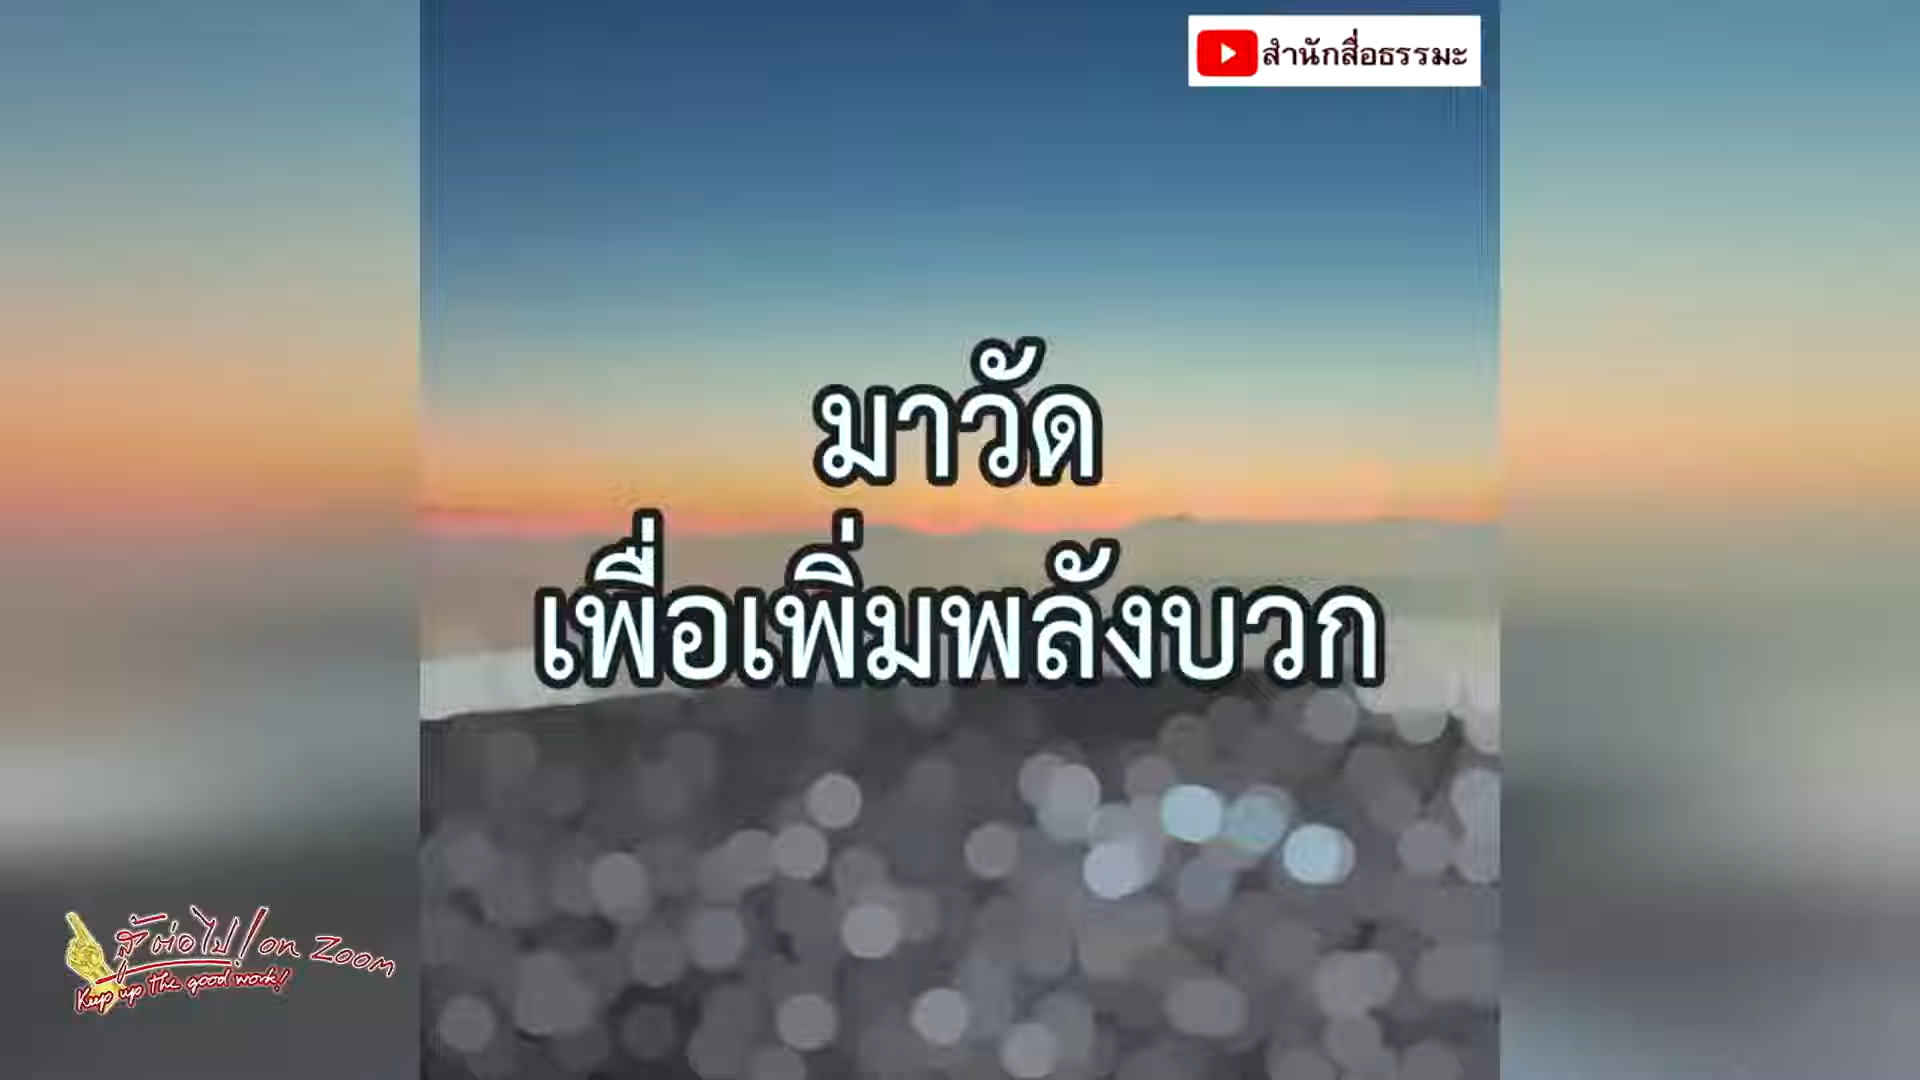 สำนักสื่อธรรมะ
มาวัด
เพื่อเพิ่มพลังบวก
สู้ต่อไป! on Zoom
Keep up the good work!